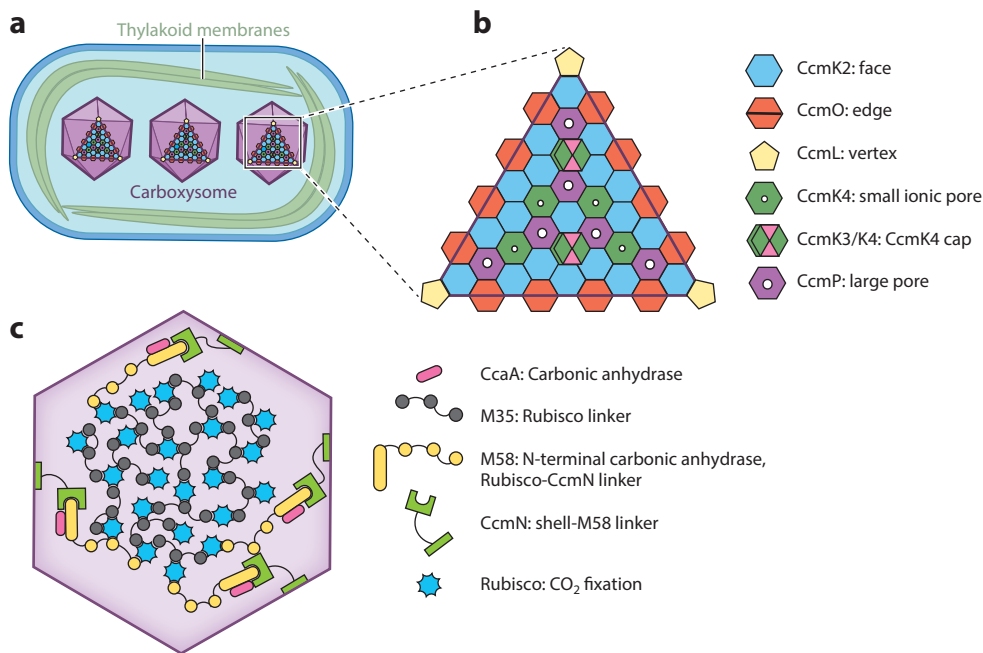 a
Thylakoid membranes
Carboxysome
b
CcmK2: face
CcmO: edge
CcmL: vertex
CcmK4: small ionic pore
CcmK3/K4: CcmK4 cap
CcmP: large pore
c
CcaA: Carbonic anhydrase
M35: Rubisco linker
M58: N-terminal carbonic anhydrase,
Rubisco-CcmN linker
CcmN: shell-M58 linker
Rubisco: CO₂ fixation